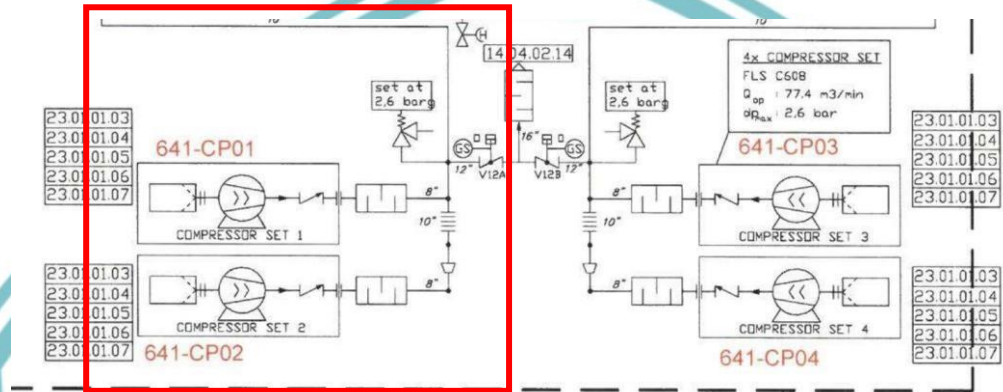 10"
10"
H
14.04.02.14
4x COMPRESSOR SET
FLS C60B
Qop : 77.4 m3/min
dpmax : 2,6 bar
set at
2,6 barg
set at
2,6 barg
16"
GS
GS
12"
V12A
V12B
12"
23.01.01.03
23.01.01.04
23.01.01.05
23.01.01.06
23.01.01.07
641-CP01
COMPRESSOR SET 1
8"
10"
641-CP03
COMPRESSOR SET 3
8"
10"
23.01.01.03
23.01.01.04
23.01.01.05
23.01.01.06
23.01.01.07
23.01.01.03
23.01.01.04
23.01.01.05
23.01.01.06
23.01.01.07
COMPRESSOR SET 2
641-CP02
8"
8"
COMPRESSOR SET 4
641-CP04
23.01.01.03
23.01.01.04
23.01.01.05
23.01.01.06
23.01.01.07